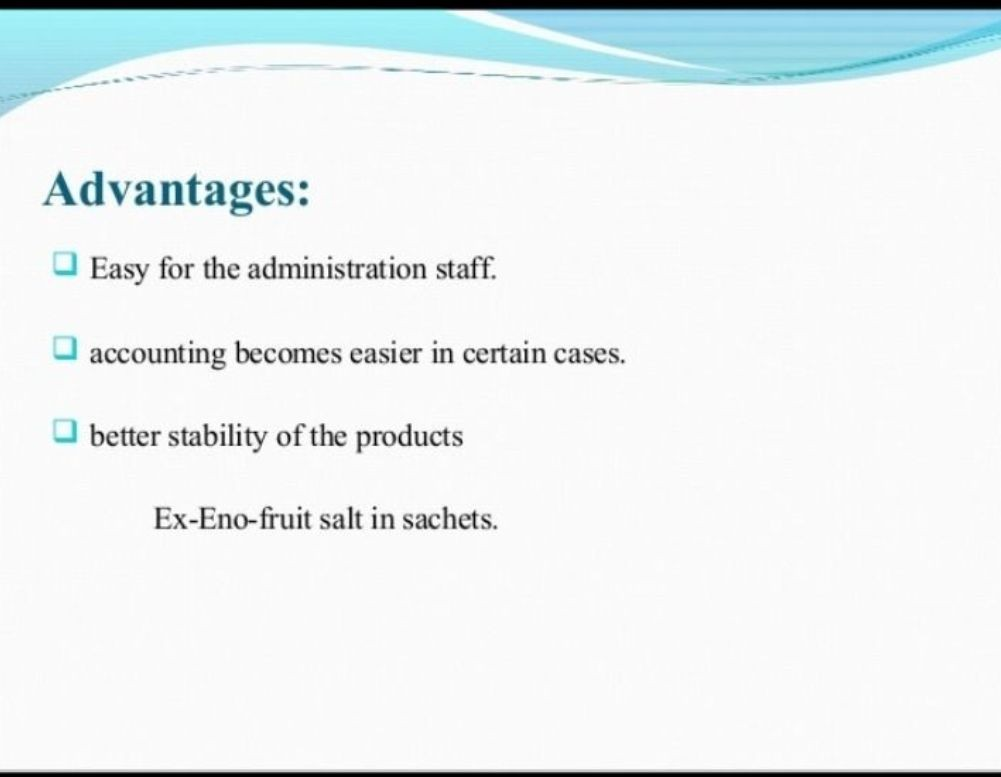 Advantages:
Easy for the administration staff.
accounting becomes easier in certain cases.
better stability of the products
Ex-Eno-fruit salt in sachets.